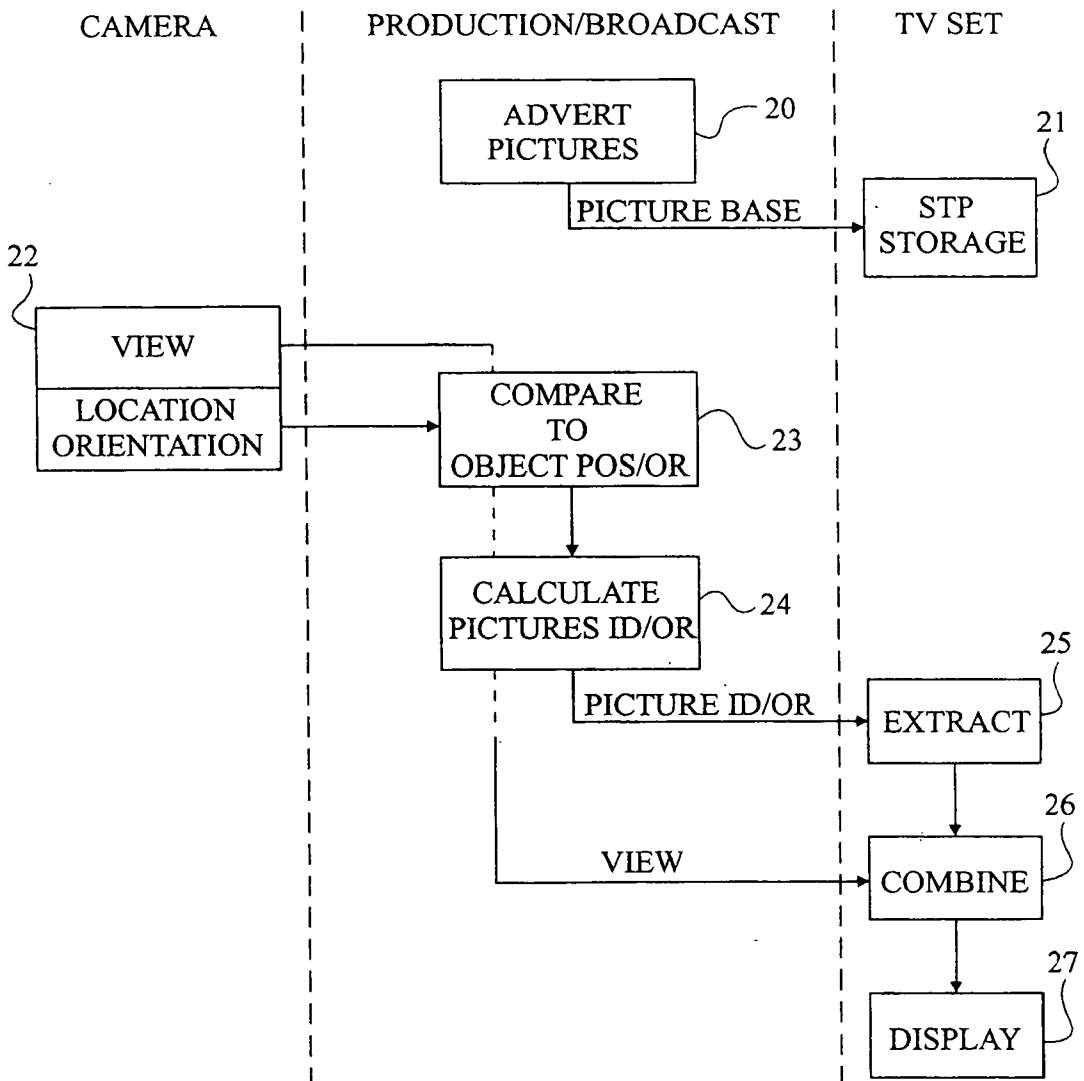 CAMERA
PRODUCTION/BROADCAST
TV SET
ADVERT
PICTURES
20
PICTURE BASE
21
STP
STORAGE
22
VIEW
LOCATION
ORIENTATION
COMPARE
TO
OBJECT POS/OR
23
CALCULATE
PICTURES ID/OR
24
PICTURE ID/OR
25
EXTRACT
26
VIEW
COMBINE
27
DISPLAY